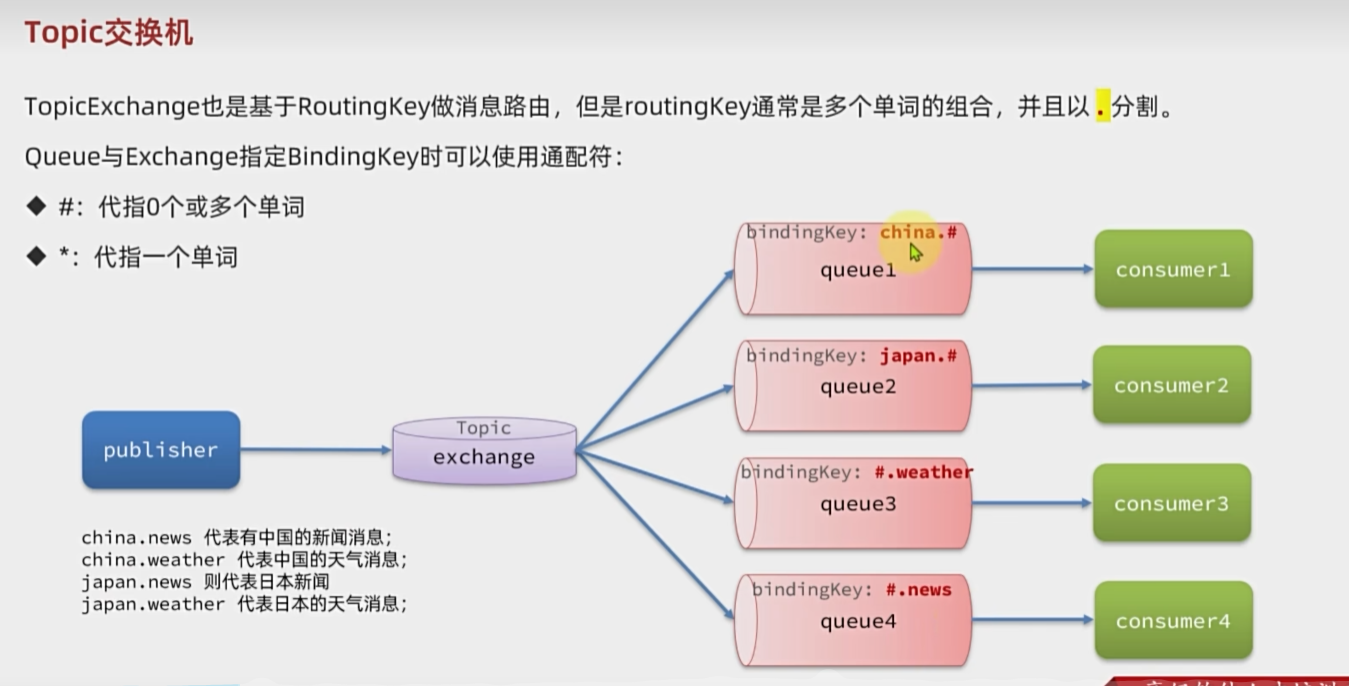 Topic交换机
TopicExchange也是基于RoutingKey做消息路由，但是routingKey通常是多个单词的组合，并且以 . 分割。
Queue与Exchange指定BindingKey时可以使用通配符：
◆ #：代指0个或多个单词
◆ *：代指一个单词
bindingKey: china.#
queue1
consumer1
bindingKey: japan.#
queue2
consumer2
publisher
Topic
exchange
bindingKey: #.weather
queue3
consumer3
bindingKey: #.news
queue4
consumer4
china.news 代表有中国的新闻消息;
china.weather 代表中国的天气消息;
japan.news 则代表日本新闻
japan.weather 代表日本的天气消息;